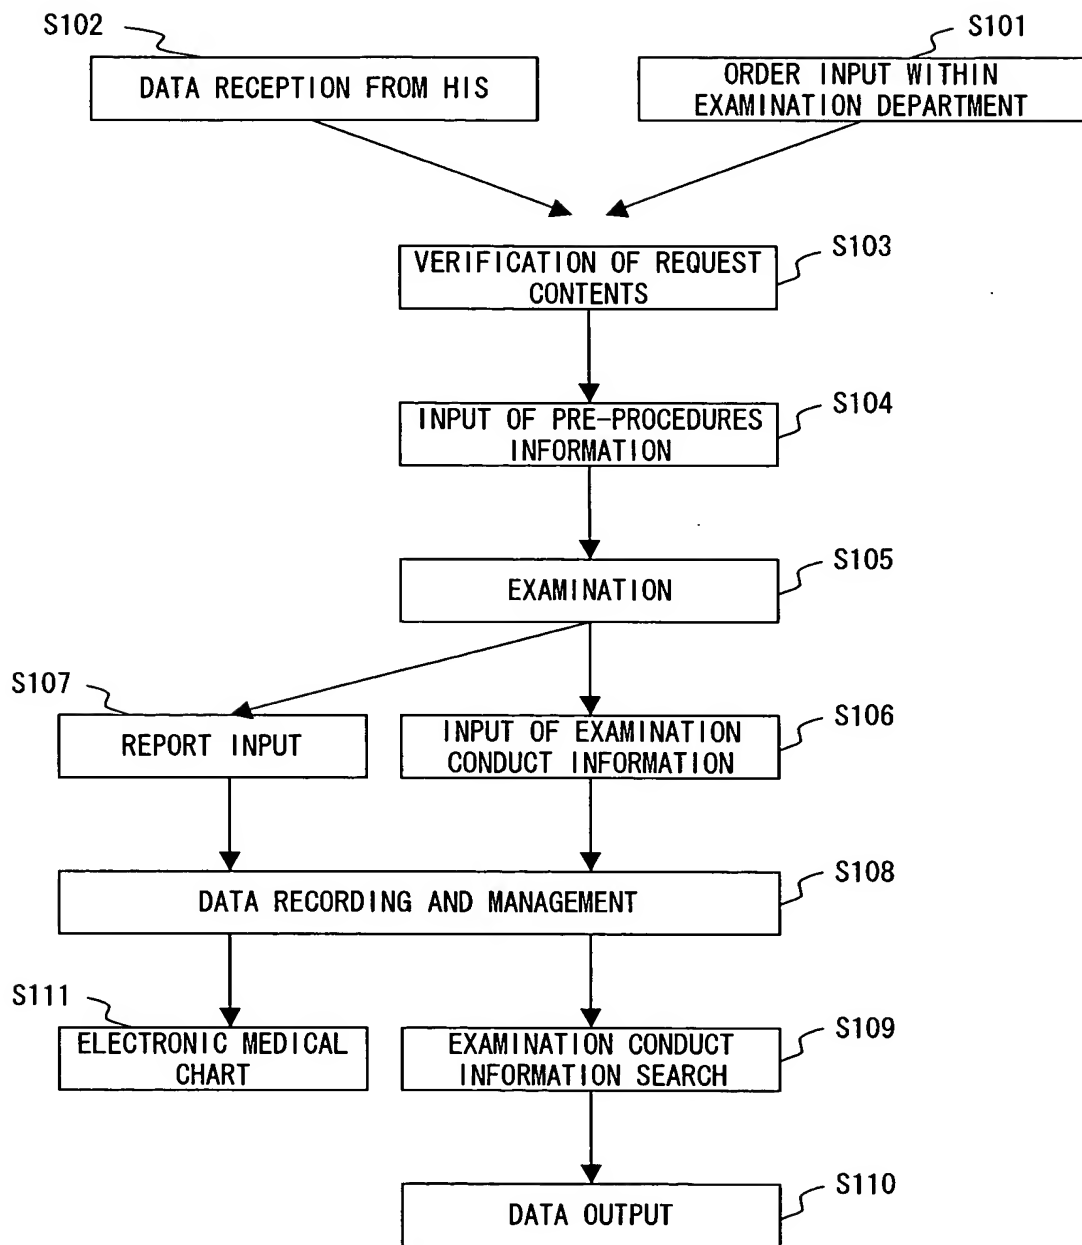 S102
S101
DATA RECEPTION FROM HIS
ORDER INPUT WITHIN
EXAMINATION DEPARTMENT
S103
VERIFICATION OF REQUEST
CONTENTS
S104
INPUT OF PRE-PROCEDURES
INFORMATION
S105
EXAMINATION
S107
S106
REPORT INPUT
INPUT OF EXAMINATION
CONDUCT INFORMATION
S108
DATA RECORDING AND MANAGEMENT
S111
S109
ELECTRONIC MEDICAL
CHART
EXAMINATION CONDUCT
INFORMATION SEARCH
S110
DATA OUTPUT